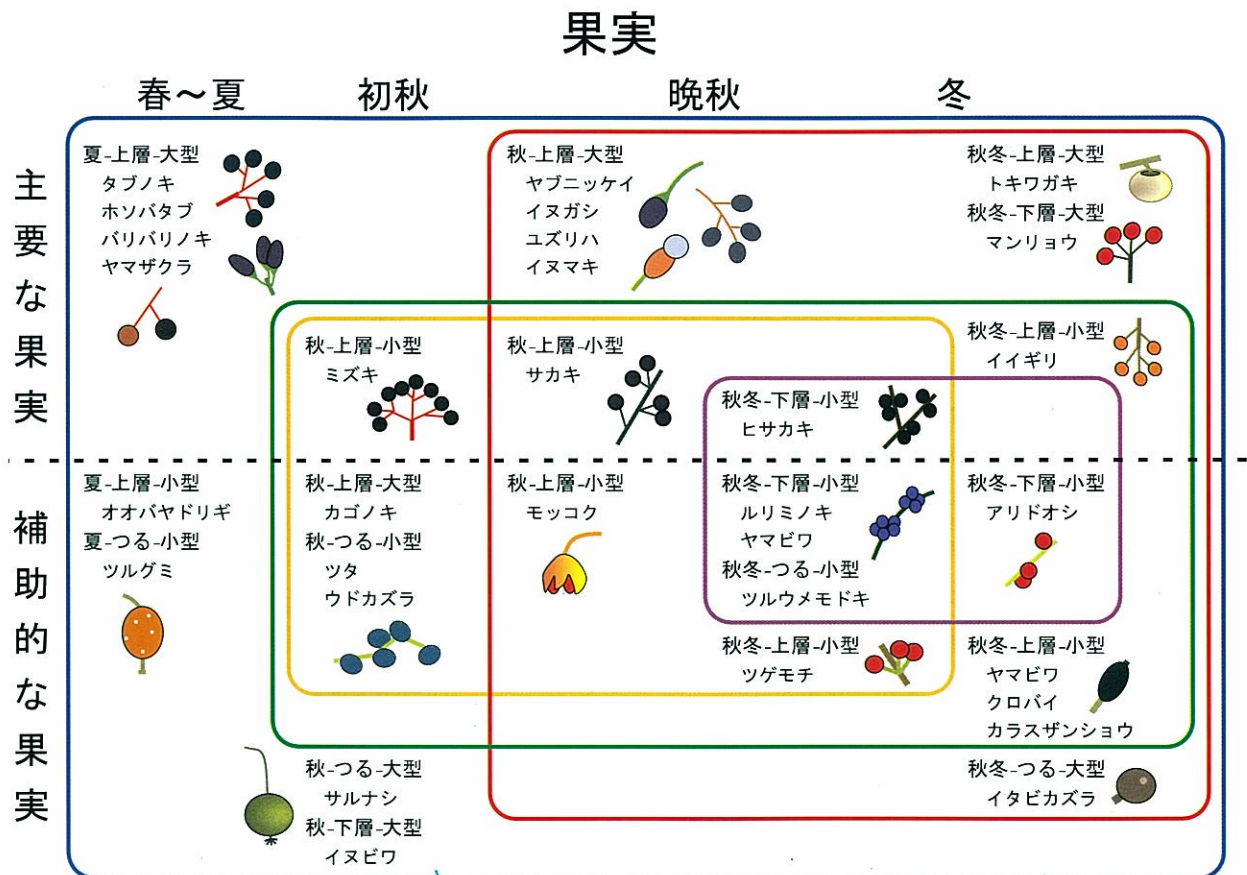 果実
春～夏
初秋
晩秋
冬
主要な果実
夏-上層-大型
タブノキ
ホソバタブ
バリバリノキ
ヤマザクラ
秋-上層-大型
ヤブニッケイ
イヌガシ
ユズリハ
イヌマキ
秋冬-上層-大型
トキワガキ
秋冬-下層-大型
マンリョウ
秋-上層-小型
ミズキ
秋-上層-小型
サカキ
秋冬-上層-小型
イイギリ
秋冬-下層-小型
ヒサカキ
補助的な果実
夏-上層-小型
オオバヤドリギ
夏-つる-小型
ツルグミ
秋-上層-大型
カゴノキ
秋-つる-小型
ツタ
ウドカズラ
秋-上層-小型
モッコク
秋冬-下層-小型
ルリミノキ
ヤマビワ
秋冬-つる-小型
ツルウメモドキ
秋冬-下層-小型
アリドオシ
秋冬-上層-小型
ツゲモチ
秋冬-上層-小型
ヤマビワ
クロバイ
カラスザンショウ
秋-つる-大型
サルナシ
秋-下層-大型
イヌビワ
秋冬-つる-大型
イタビカズラ